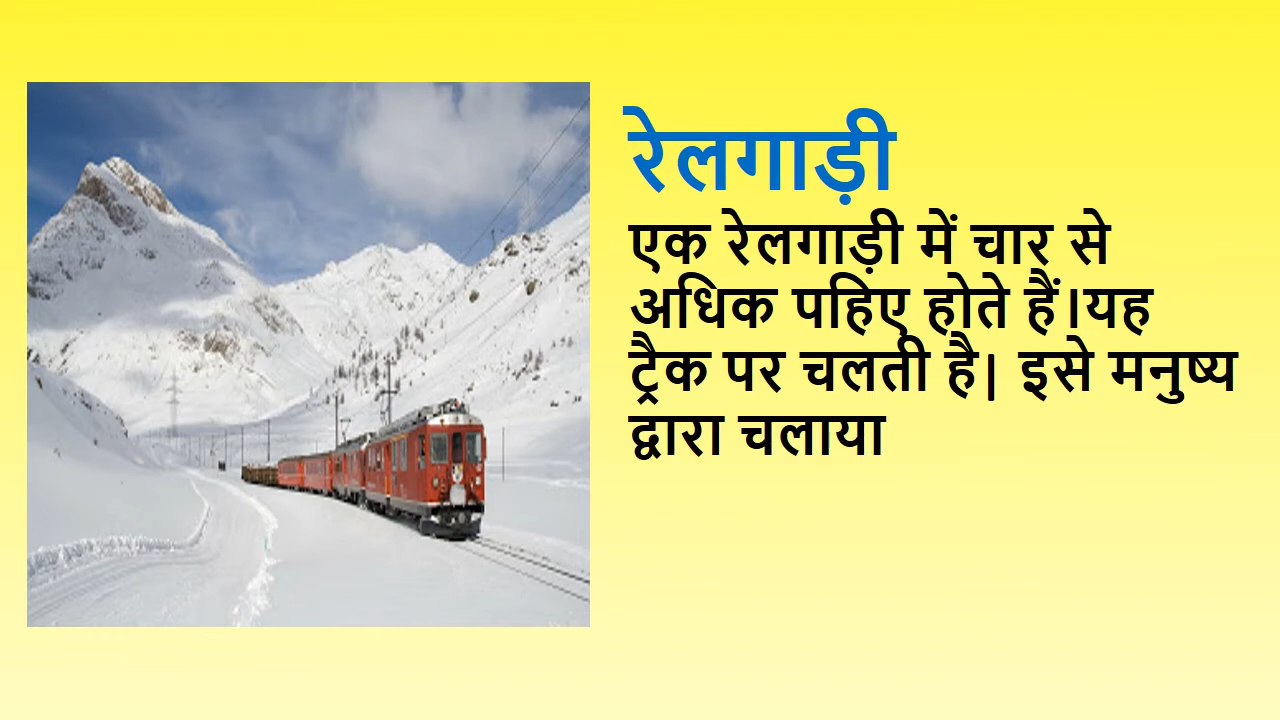 रेलगाड़ी
एक रेलगाड़ी में चार से
अधिक पहिए होते हैं।यह
ट्रैक पर चलती है| इसे मनुष्य
द्वारा चलाया